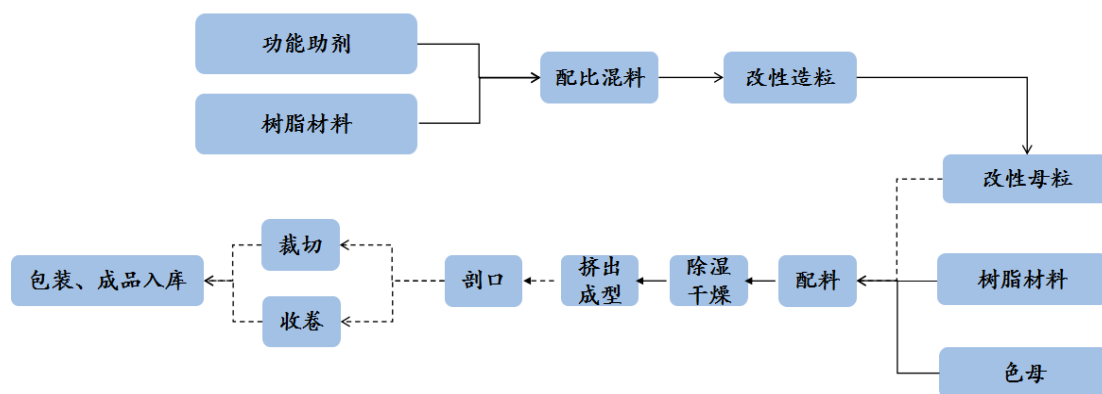 功能助剂
树脂材料
配比混料
改性造粒
改性母粒
树脂材料
色母
配料
除湿
干燥
挤出
成型
剖口
裁切
收卷
包装、成品入库